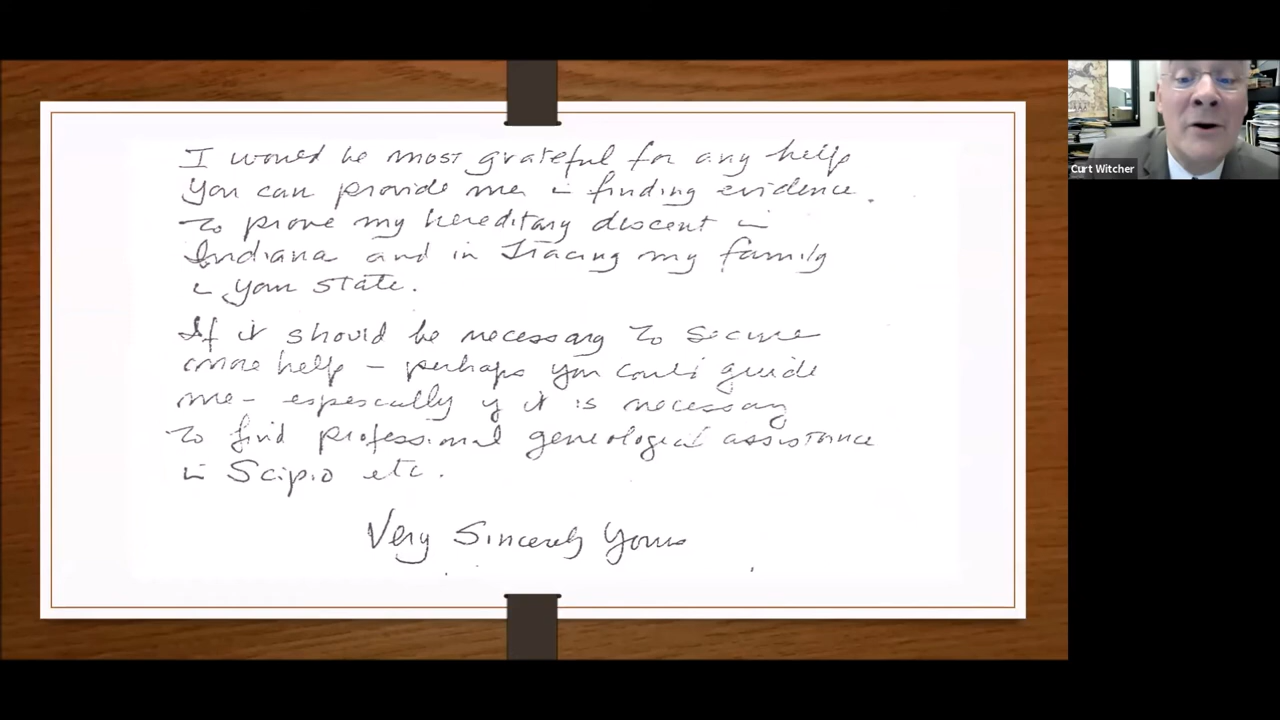 I would be most grateful for any help
you can provide me in finding evidence.
To prove my hereditary descent in
Indiana and in tracing my family
in your state.
If it should be necessary to secure
more help - perhaps you could guide
me - especially if it is necessary
to find professional geneological assistance
in Scipio etc.
Very Sincerely Yours
Curt Witcher